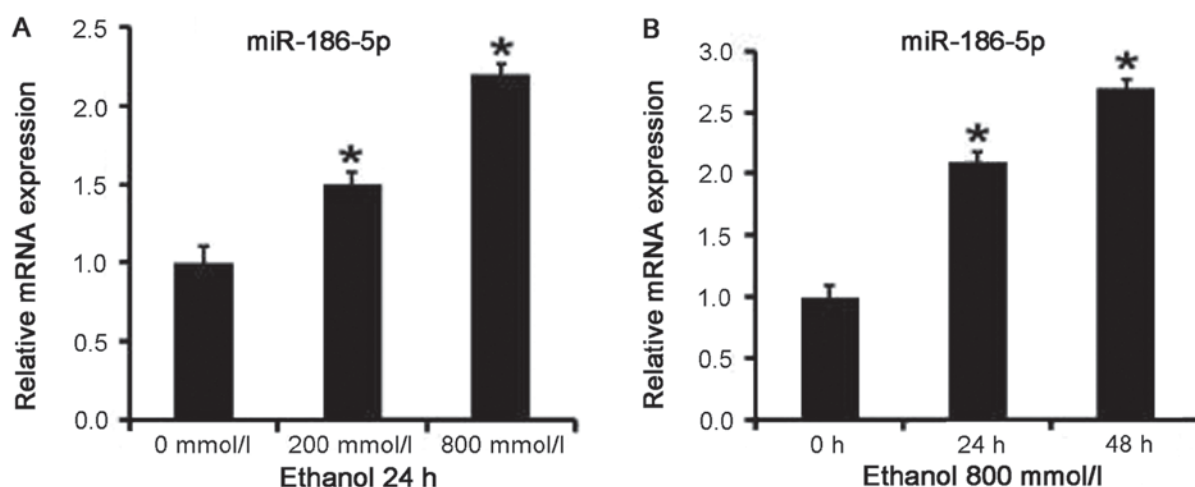 A
miR-186-5p
Relative mRNA expression
2.5
2.0
1.5
1.0
0.5
0.0
*
*
0 mmol/l 200 mmol/l 800 mmol/l
Ethanol 24 h
B
miR-186-5p
Relative mRNA expression
3.0
2.5
2.0
1.5
1.0
0.5
0.0
*
*
0 h 24 h 48 h
Ethanol 800 mmol/l